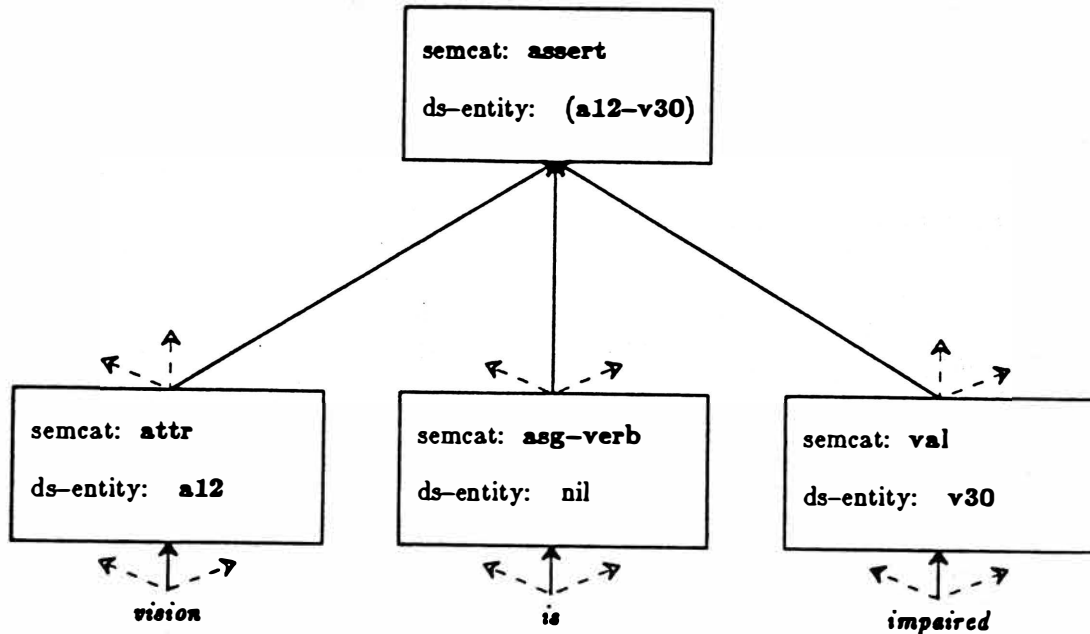 semcat: assert
ds-entity: (a12-v30)
semcat: attr
ds-entity: a12
semcat: asg-verb
ds-entity: nil
semcat: val
ds-entity: v30
vision
is
impaired